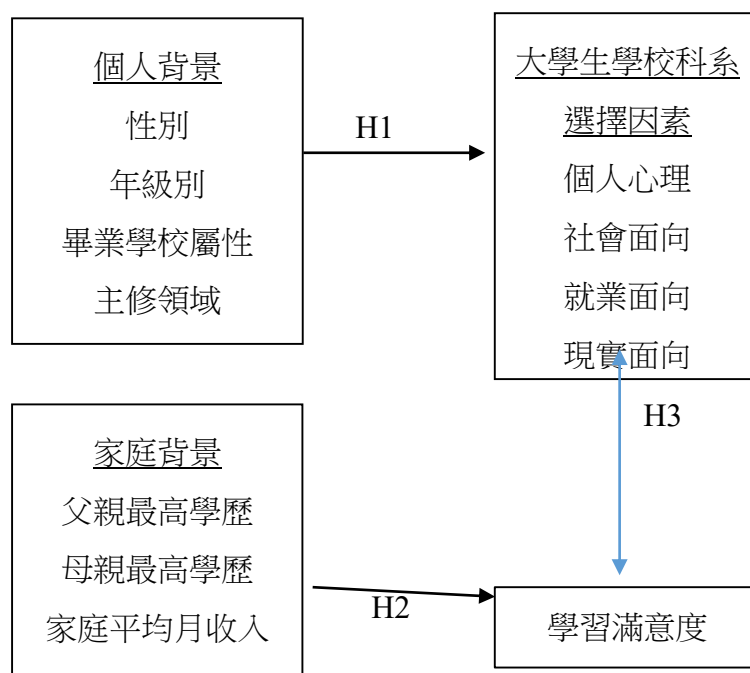 個人背景
性別
年級別
畢業學校屬性
主修領域
H1
大學生學校科系
選擇因素
個人心理
社會面向
就業面向
現實面向
家庭背景
父親最高學歷
母親最高學歷
家庭平均月收入
H2
H3
學習滿意度